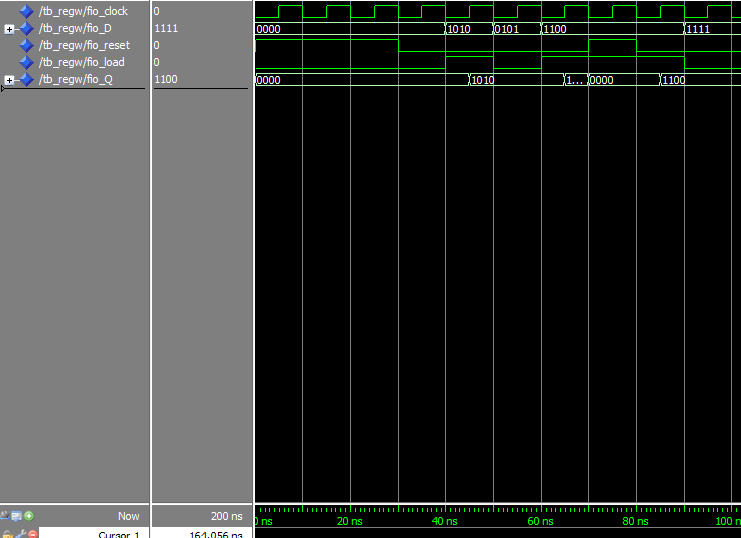 /tb_regw/fio_clock 0
/tb_regw/fio_D 1111 0000 1010 0101 1100 1111
/tb_regw/fio_reset 0
/tb_regw/fio_load 0
/tb_regw/fio_Q 1100 0000 1010 1... 0000 1100
Now 200 ns 0 ns 20 ns 40 ns 60 ns 80 ns 100 n
Cursor 1 164.056 ns